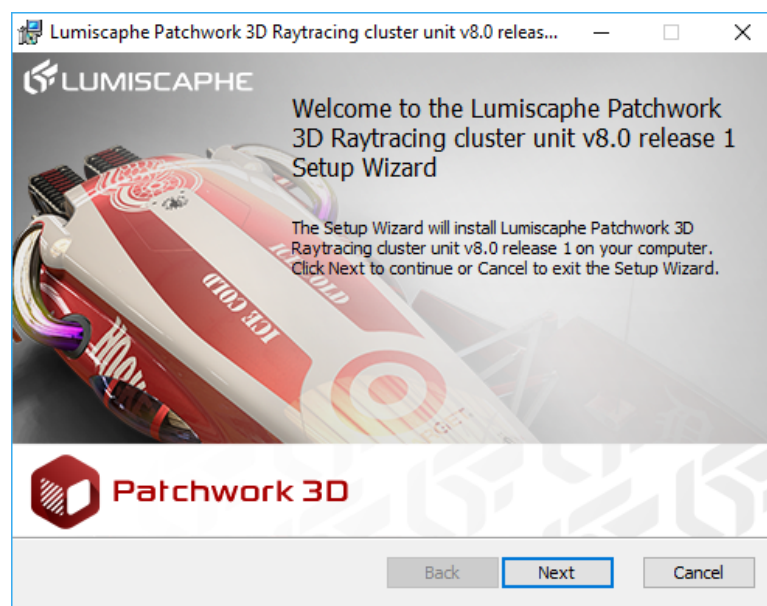 Lumiscaphe Patchwork 3D Raytracing cluster unit v8.0 releas...
LUMISCAPHE
Welcome to the Lumiscaphe Patchwork
3D Raytracing cluster unit v8.0 release 1
Setup Wizard
The Setup Wizard will install Lumiscaphe Patchwork 3D
Raytracing cluster unit v8.0 release 1 on your computer.
Click Next to continue or Cancel to exit the Setup Wizard.
ICE COLD
Patchwork 3D
Back
Next
Cancel